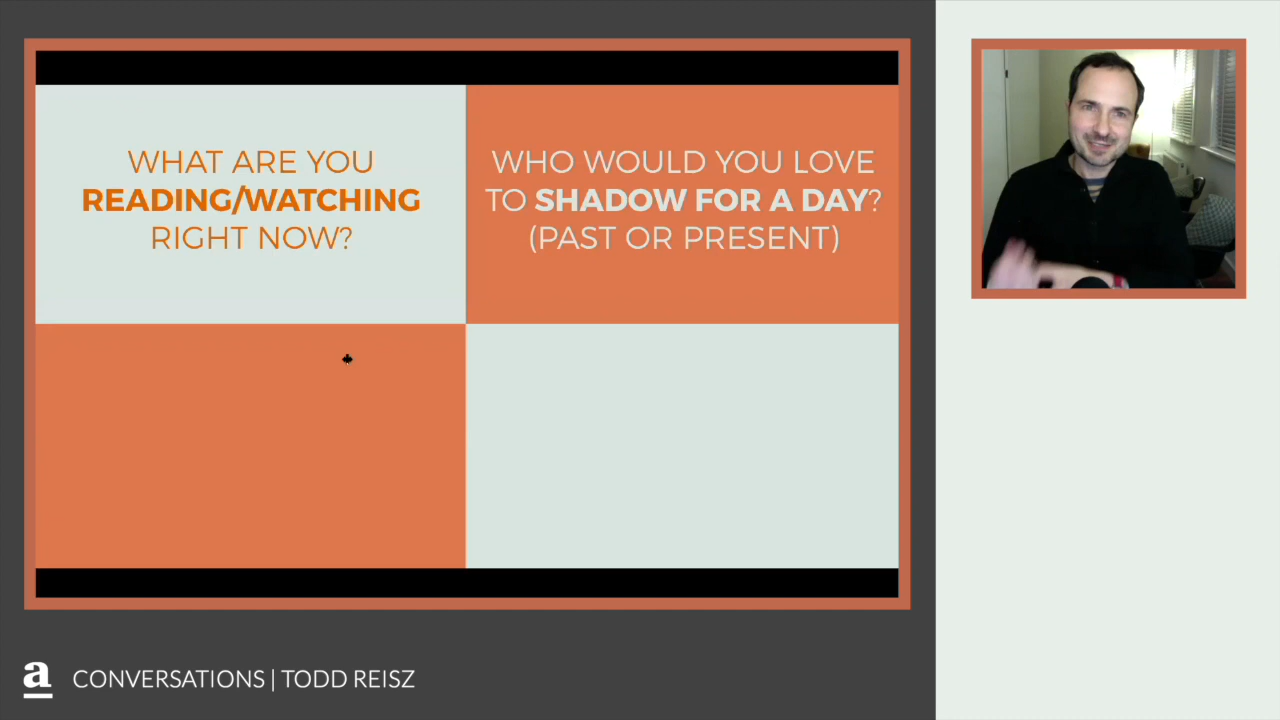 WHAT ARE YOU
READING/WATCHING
RIGHT NOW?
WHO WOULD YOU LOVE
TO SHADOW FOR A DAY?
(PAST OR PRESENT)
a CONVERSATIONS | TODD REISZ